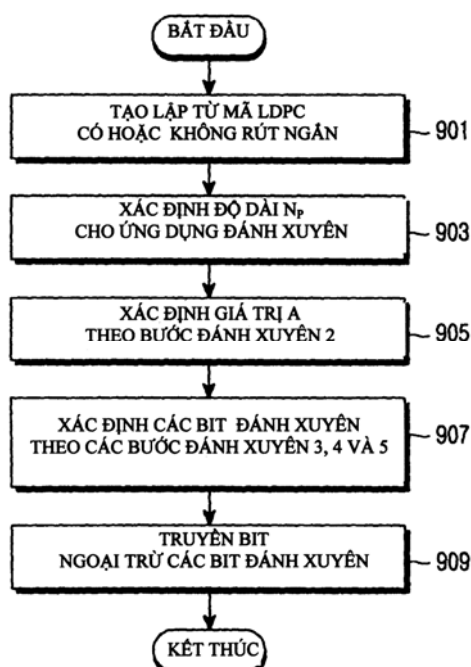 BẮT ĐẦU
TẠO LẬP TỪ MÃ LDPC
CÓ HOẶC KHÔNG RÚT NGẮN
901
XÁC ĐỊNH ĐỘ DÀI Nₚ
CHO ỨNG DỤNG ĐÁNH XUYÊN
903
XÁC ĐỊNH GIÁ TRỊ A
THEO BƯỚC ĐÁNH XUYÊN 2
905
XÁC ĐỊNH CÁC BIT ĐÁNH XUYÊN
THEO CÁC BƯỚC ĐÁNH XUYÊN 3, 4 VÀ 5
907
TRUYỀN BIT
NGOẠI TRỪ CÁC BIT ĐÁNH XUYÊN
909
KẾT THÚC